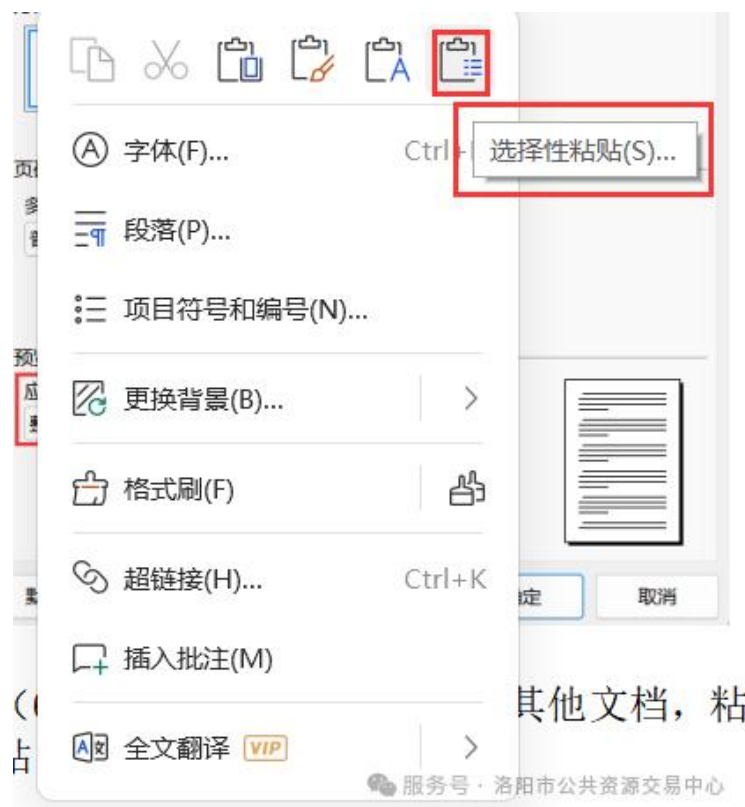 字体(F)... Ctrl+
选择性粘贴(S)...
段落(P)...
项目符号和编号(N)...
更换背景(B)...
格式刷(F)
超链接(H)... Ctrl+K
取消
插入批注(M)
其他文档，粘
全文翻译 VIP
服务号 · 洛阳市公共资源交易中心